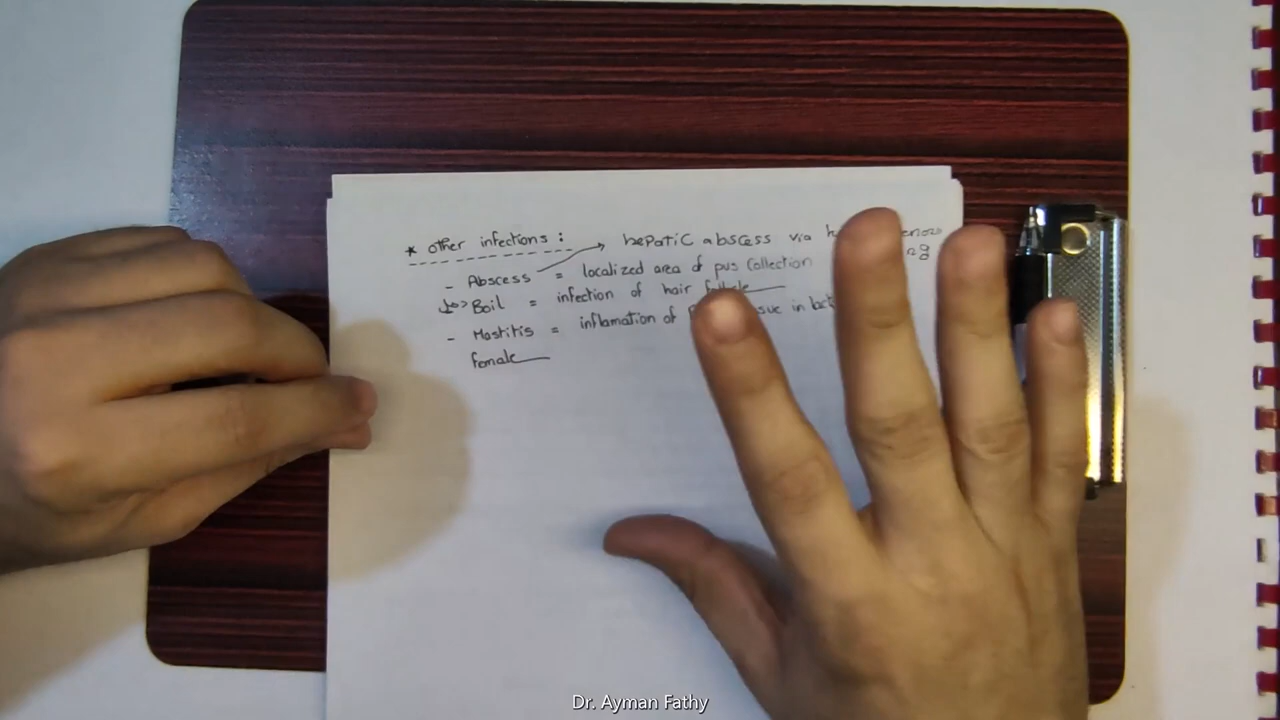 * other infections :
hepatic abscess via
- Abscess = localized area of pus collection
Boil = infection of hair follicle
- Mastitis = inflamation of
female
Dr. Ayman Fathy